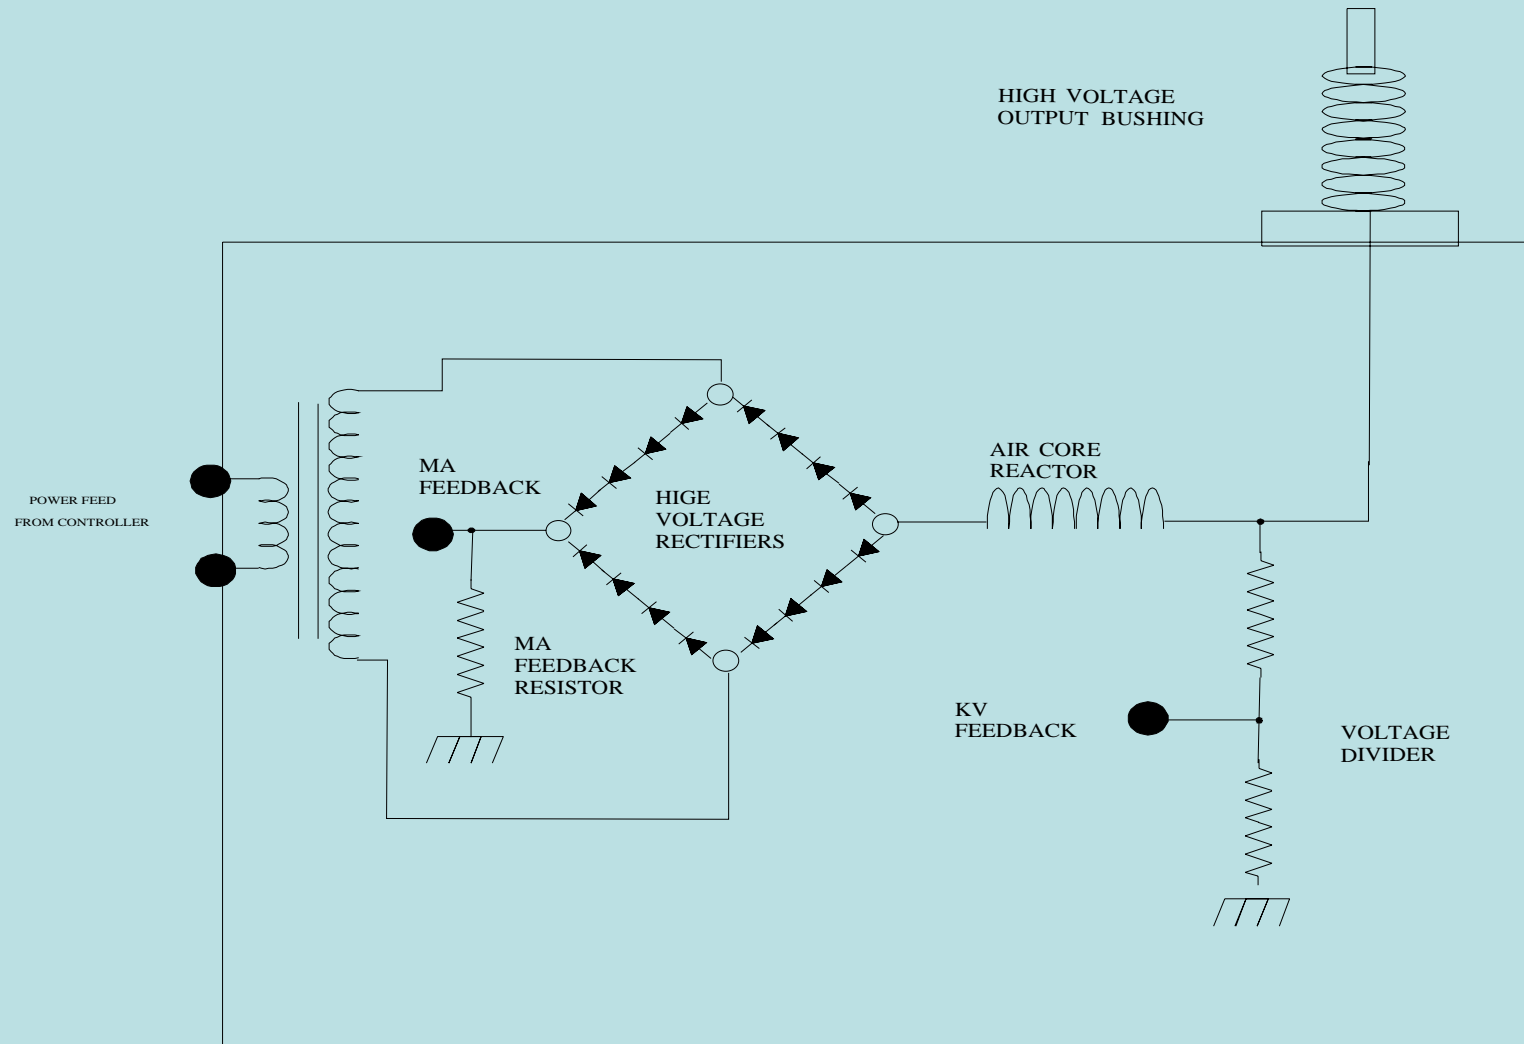 HIGH VOLTAGE
OUTPUT BUSHING
AIR CORE
REACTOR
MA
FEEDBACK
HIGE
VOLTAGE
RECTIFIERS
POWER FEED
FROM CONTROLLER
MA
FEEDBACK
RESISTOR
KV
FEEDBACK
VOLTAGE
DIVIDER